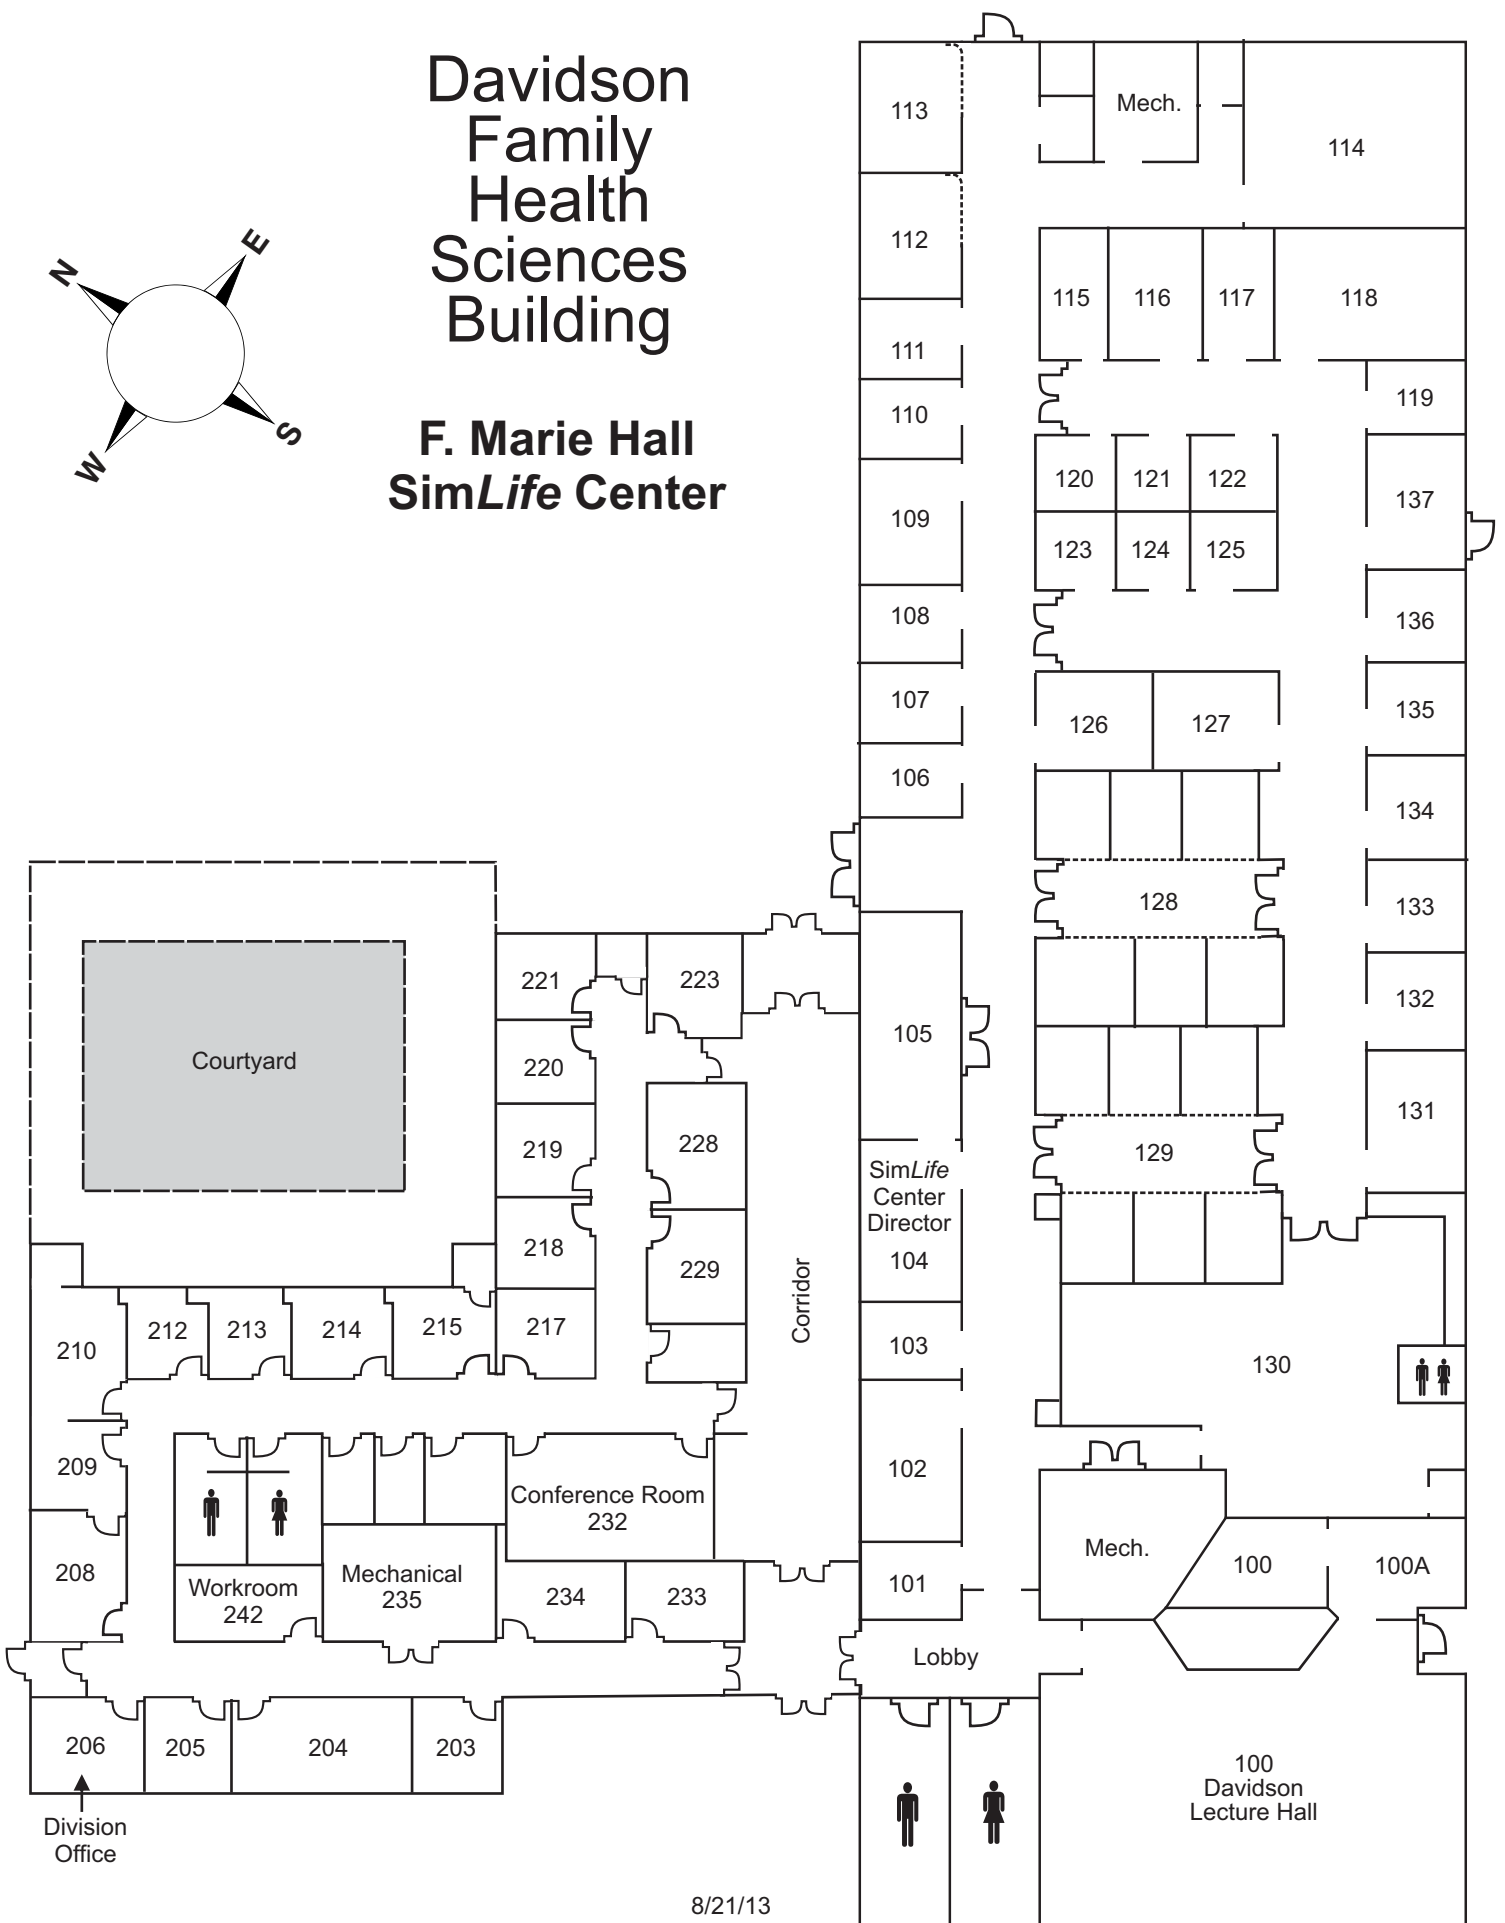 Davidson
Family
Health
Sciences
Building
F. Marie Hall
SimLife Center
N
E
W
S
113
Mech.
114
112
115
116
117
118
111
110
119
109
120
121
122
137
123
124
125
108
136
107
126
127
135
106
134
128
133
221
223
105
132
Courtyard
220
219
228
129
131
SimLife
Center
Director
104
218
229
Corridor
210
212
213
214
215
217
103
130
209
102
Conference Room
232
208
Workroom
242
Mechanical
235
234
233
101
Mech.
100
100A
Lobby
206
205
204
203
Division
Office
100
Davidson
Lecture Hall
8/21/13